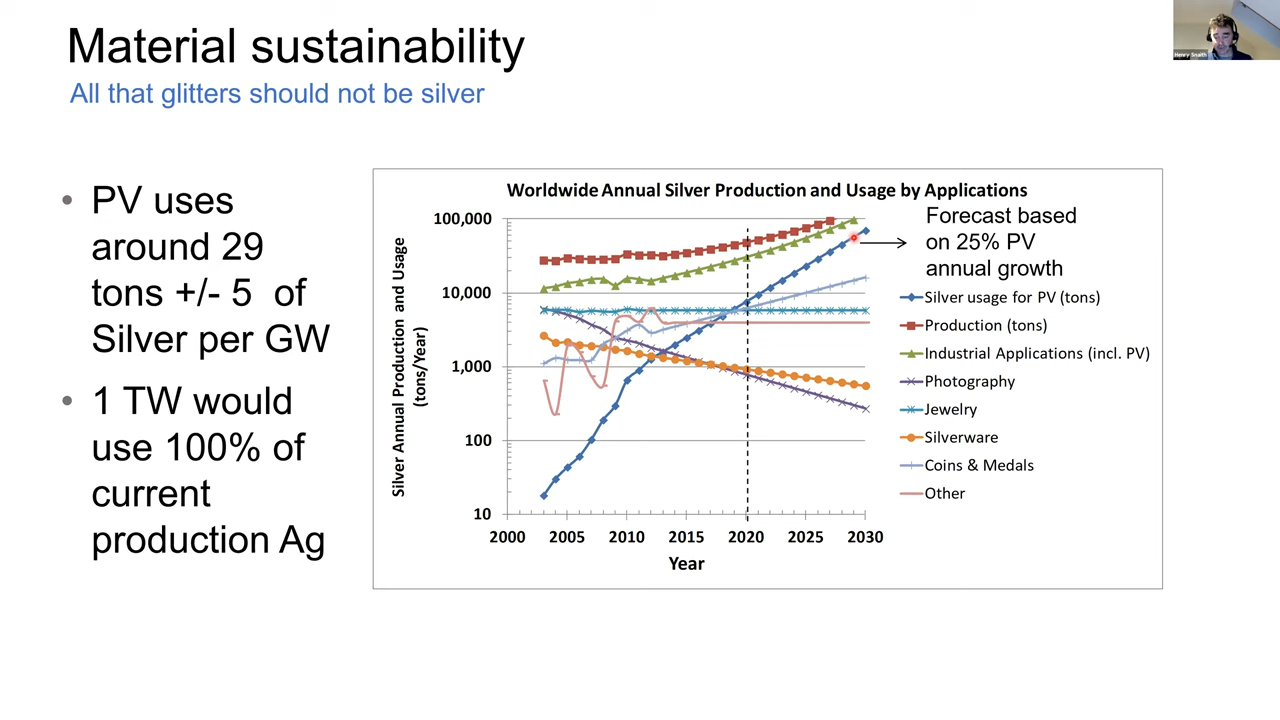 Material sustainability
All that glitters should not be silver
Henry Snaith
• PV uses
around 29
tons +/- 5 of
Silver per GW
• 1 TW would
use 100% of
current
production Ag
Worldwide Annual Silver Production and Usage by Applications
Silver Annual Production and Usage
(tons/Year)
100,000
10,000
1,000
100
10
2000 2005 2010 2015 2020 2025 2030
Year
Forecast based
on 25% PV
annual growth
Silver usage for PV (tons)
Production (tons)
Industrial Applications (incl. PV)
Photography
Jewelry
Silverware
Coins & Medals
Other